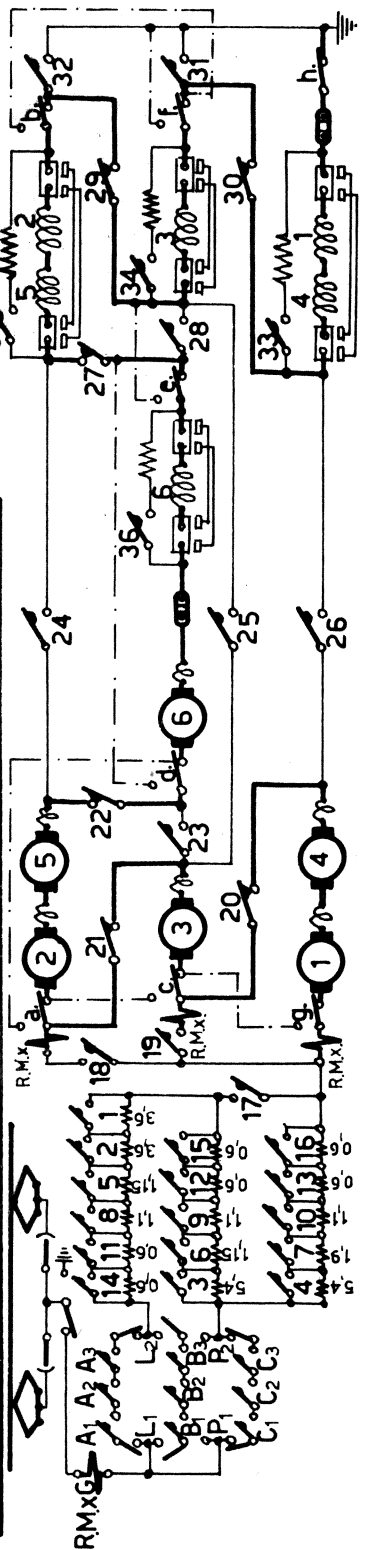 R.M.xG
A1 A2 A3
L1 L2
B1 B2 B3
P1 P2
C1 C2 C3
14 11 8 5 2 1
0,6 0,6 1,1 1,15 3,6 3,6
3 6 9 12 15
5,4 1,15 1,1 0,6 0,6
4 7 10 13 16
5,4 1,9 1,1 0,6 0,6
17
18
19
R.M.x.
R.M.x.
R.M.x.
a.
2 5
21
22
24
5 2
b.
32
27
29
c.
3
23
d.
6
36
6
e.
28
34
3
f.
31
25
20
30
g.
1 4
26
33
4 1
h.